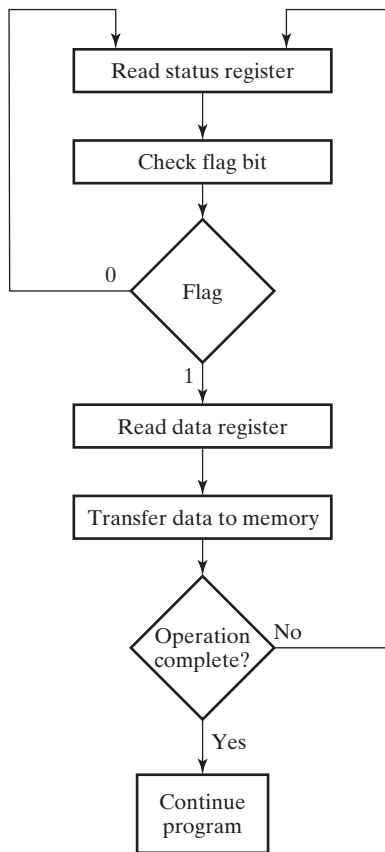 Read status register
Check flag bit
Flag
0
1
Read data register
Transfer data to memory
Operation
complete?
No
Yes
Continue
program